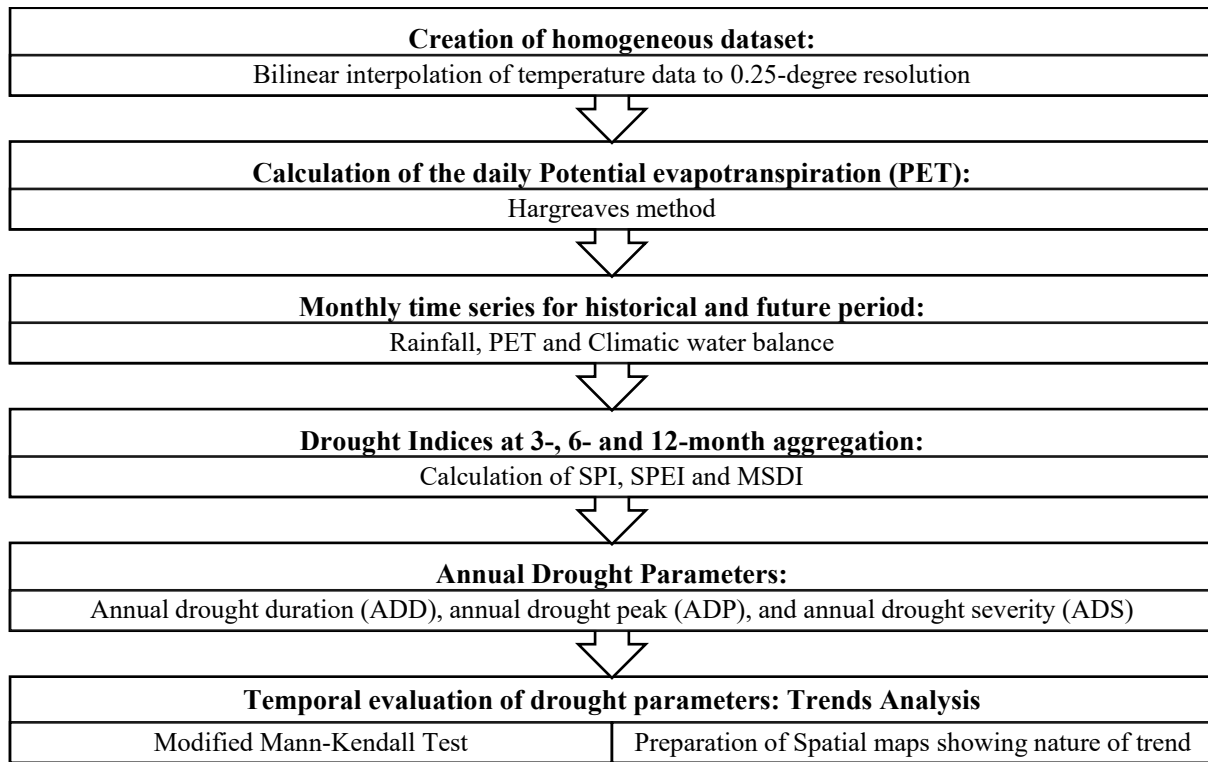 Creation of homogeneous dataset:
Bilinear interpolation of temperature data to 0.25-degree resolution
Calculation of the daily Potential evapotranspiration (PET):
Hargreaves method
Monthly time series for historical and future period:
Rainfall, PET and Climatic water balance
Drought Indices at 3-, 6- and 12-month aggregation:
Calculation of SPI, SPEI and MSDI
Annual Drought Parameters:
Annual drought duration (ADD), annual drought peak (ADP), and annual drought severity (ADS)
Temporal evaluation of drought parameters: Trends Analysis
Modified Mann-Kendall Test
Preparation of Spatial maps showing nature of trend